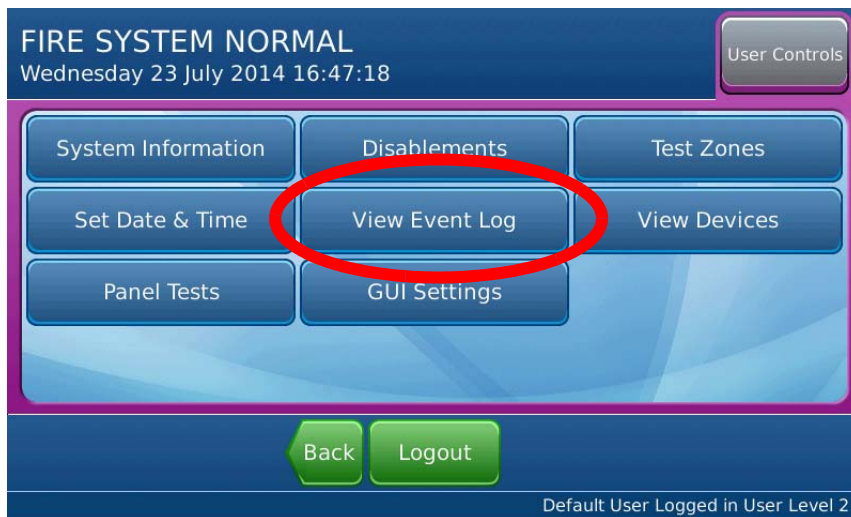 FIRE SYSTEM NORMAL
Wednesday 23 July 2014 16:47:18
User Controls
System Information
Disablements
Test Zones
Set Date & Time
View Event Log
View Devices
Panel Tests
GUI Settings
Back
Logout
Default User Logged in User Level 2